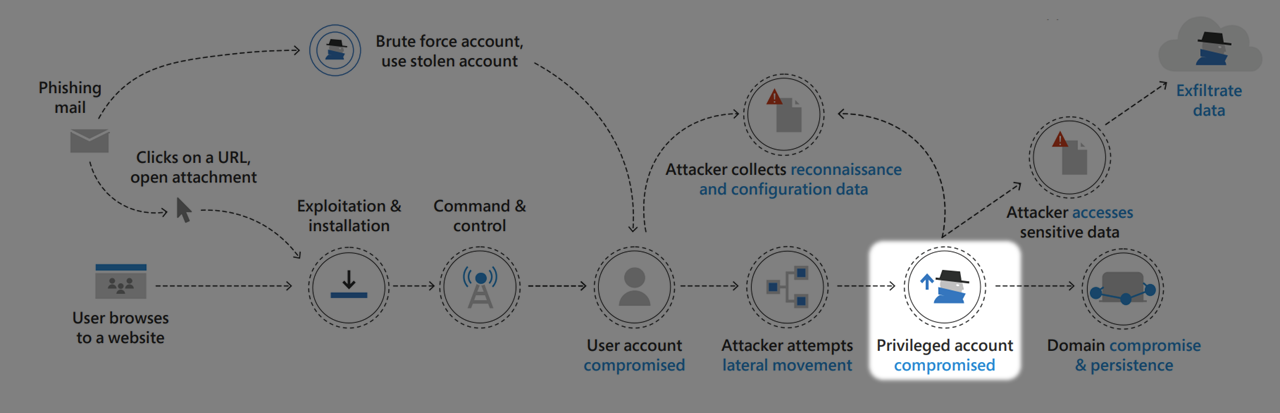 Phishing
mail
Brute force account,
use stolen account
Clicks on a URL,
open attachment
User browses
to a website
Exploitation &
installation
Command &
control
User account
compromised
Attacker collects reconnaissance
and configuration data
Attacker attempts
lateral movement
Privileged account
compromised
Attacker accesses
sensitive data
Exfiltrate
data
Domain compromise
& persistence